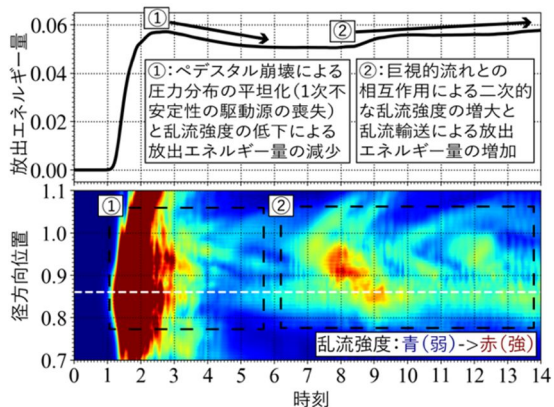 0.06
0.04
0.02
0.00
放出エネルギー量
①
②
①:ペデスタル崩壊による
圧力分布の平坦化(1次不
安定性の駆動源の喪失)
と乱流強度の低下による
放出エネルギー量の減少
②:巨視的流れとの
相互作用による二次的
な乱流強度の増大と
乱流輸送による放出
エネルギー量の増加
1.1
1.0
0.9
0.8
0.7
径方向位置
①
②
乱流強度:青(弱)->赤(強)
0 1 2 3 4 5 6 7 8 9 10 11 12 13 14
時刻